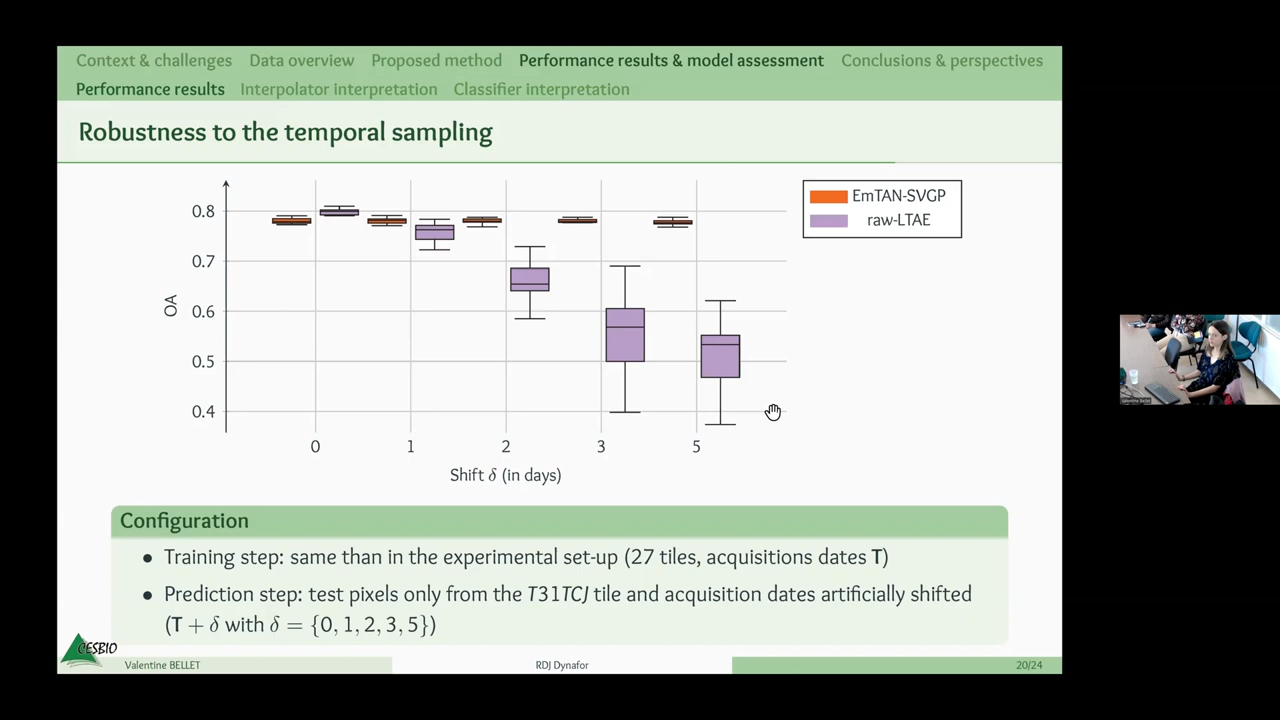 Context & challenges Data overview Proposed method Performance results & model assessment Conclusions & perspectives
Performance results Interpolator interpretation Classifier interpretation
Robustness to the temporal sampling
EmTAN-SVGP
raw-LTAE
0.8
0.7
0.6
0.5
0.4
OA
0 1 2 3 5
Shift δ (in days)
Configuration
• Training step: same than in the experimental set-up (27 tiles, acquisitions dates T)
• Prediction step: test pixels only from the T31TCJ tile and acquisition dates artificially shifted
(T + δ with δ = {0, 1, 2, 3, 5})
CESBIO
Valentine BELLET RDJ Dynafor 20/24
Valentine Bellet